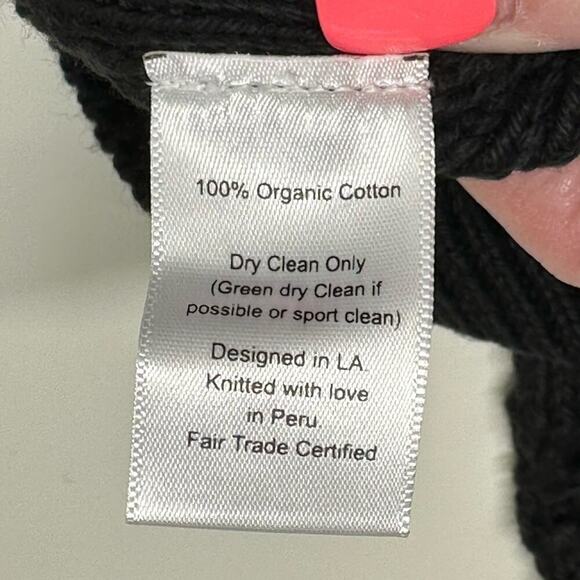 100% Organic Cotton
Dry Clean Only
(Green dry Clean if
possible or sport clean)
Designed in LA.
Knitted with love
in Peru.
Fair Trade Certified